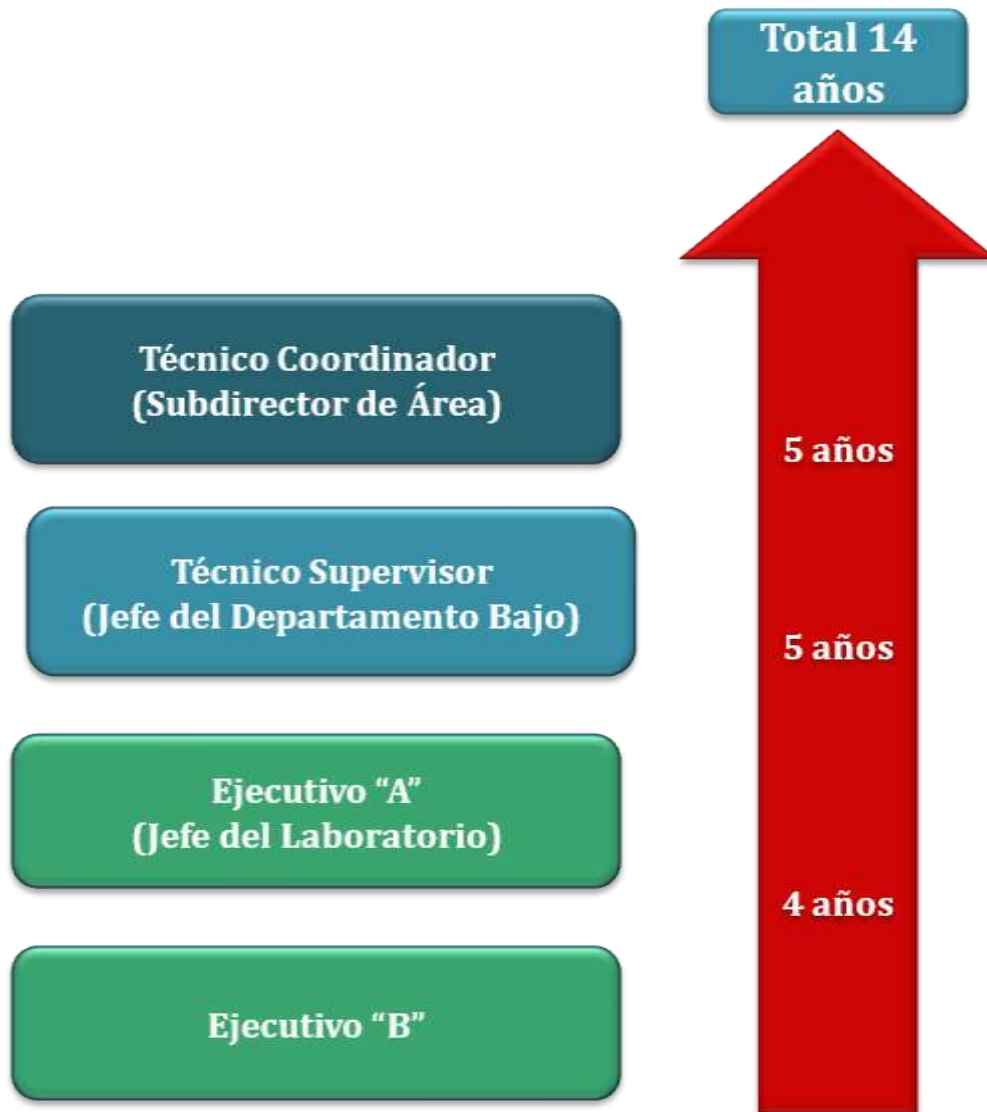 Total 14
años
Técnico Coordinador
(Subdirector de Área)
5 años
Técnico Supervisor
(Jefe del Departamento Bajo)
5 años
Ejecutivo “A”
(Jefe del Laboratorio)
4 años
Ejecutivo “B”